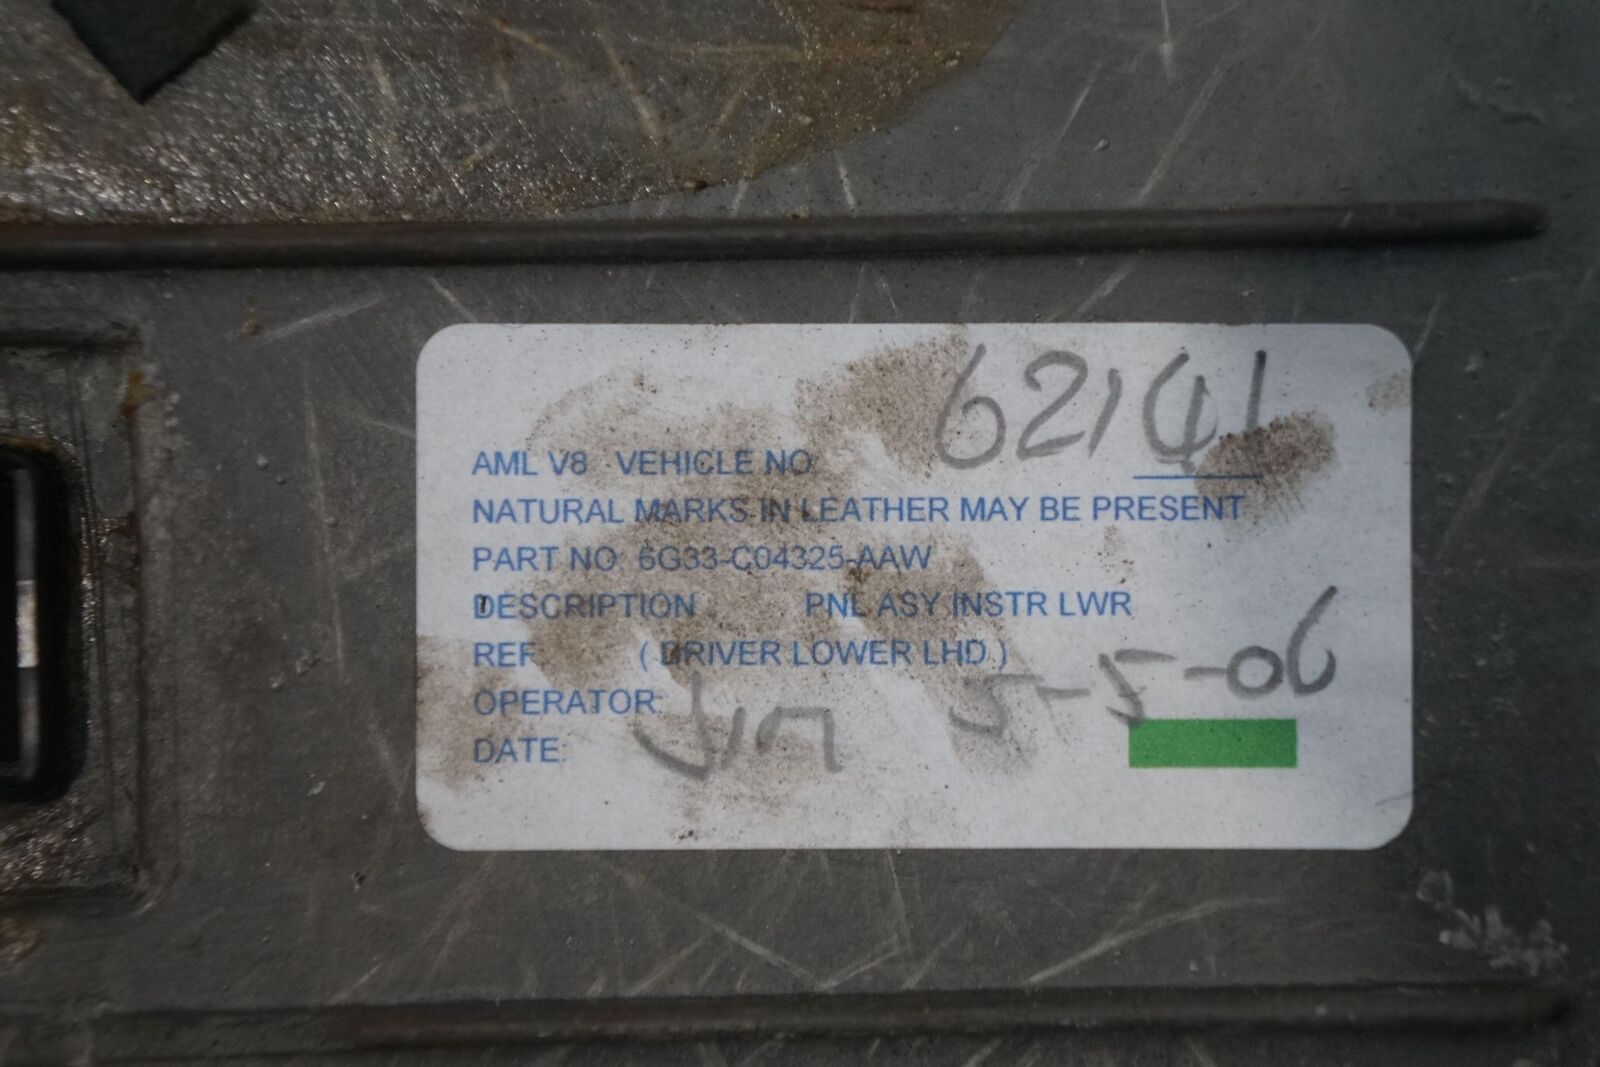 AML V8 VEHICLE NO 62141
NATURAL MARKS IN LEATHER MAY BE PRESENT
PART NO: 6G33-C04325-AAW
DESCRIPTION PNL ASY INSTR LWR
REF ( DRIVER LOWER LHD )
OPERATOR: Jim 5-5-06
DATE: